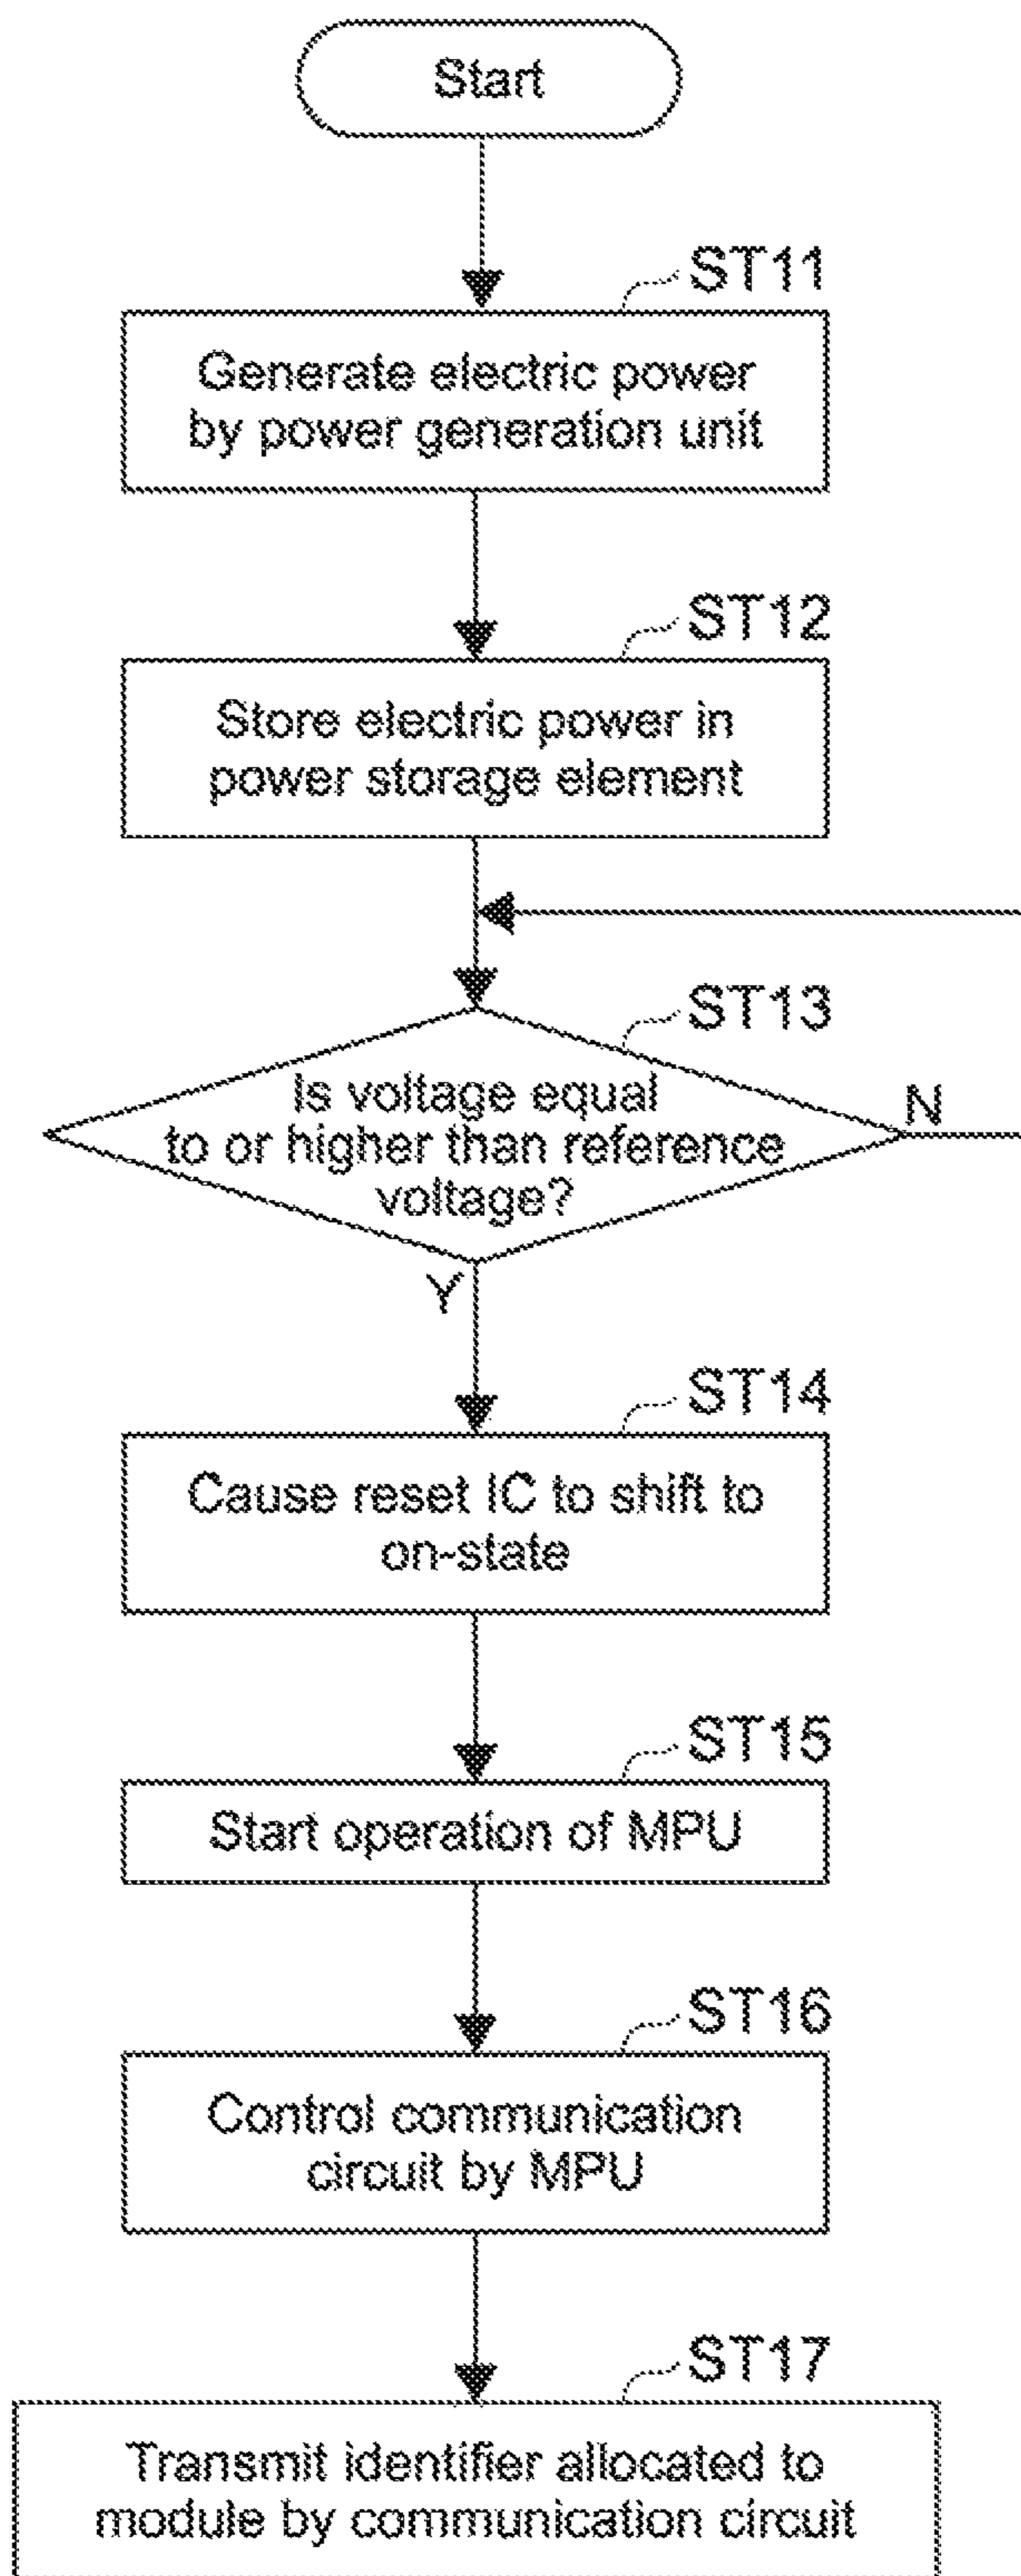 Start
ST11
Generate electric power
by power generation unit
ST12
Store electric power in
power storage element
ST13
Is voltage equal
to or higher than reference
voltage?
N
Y
ST14
Cause reset IC to shift to
on-state
ST15
Start operation of MPU
ST16
Control communication
circuit by MPU
ST17
Transmit identifier allocated to
module by communication circuit